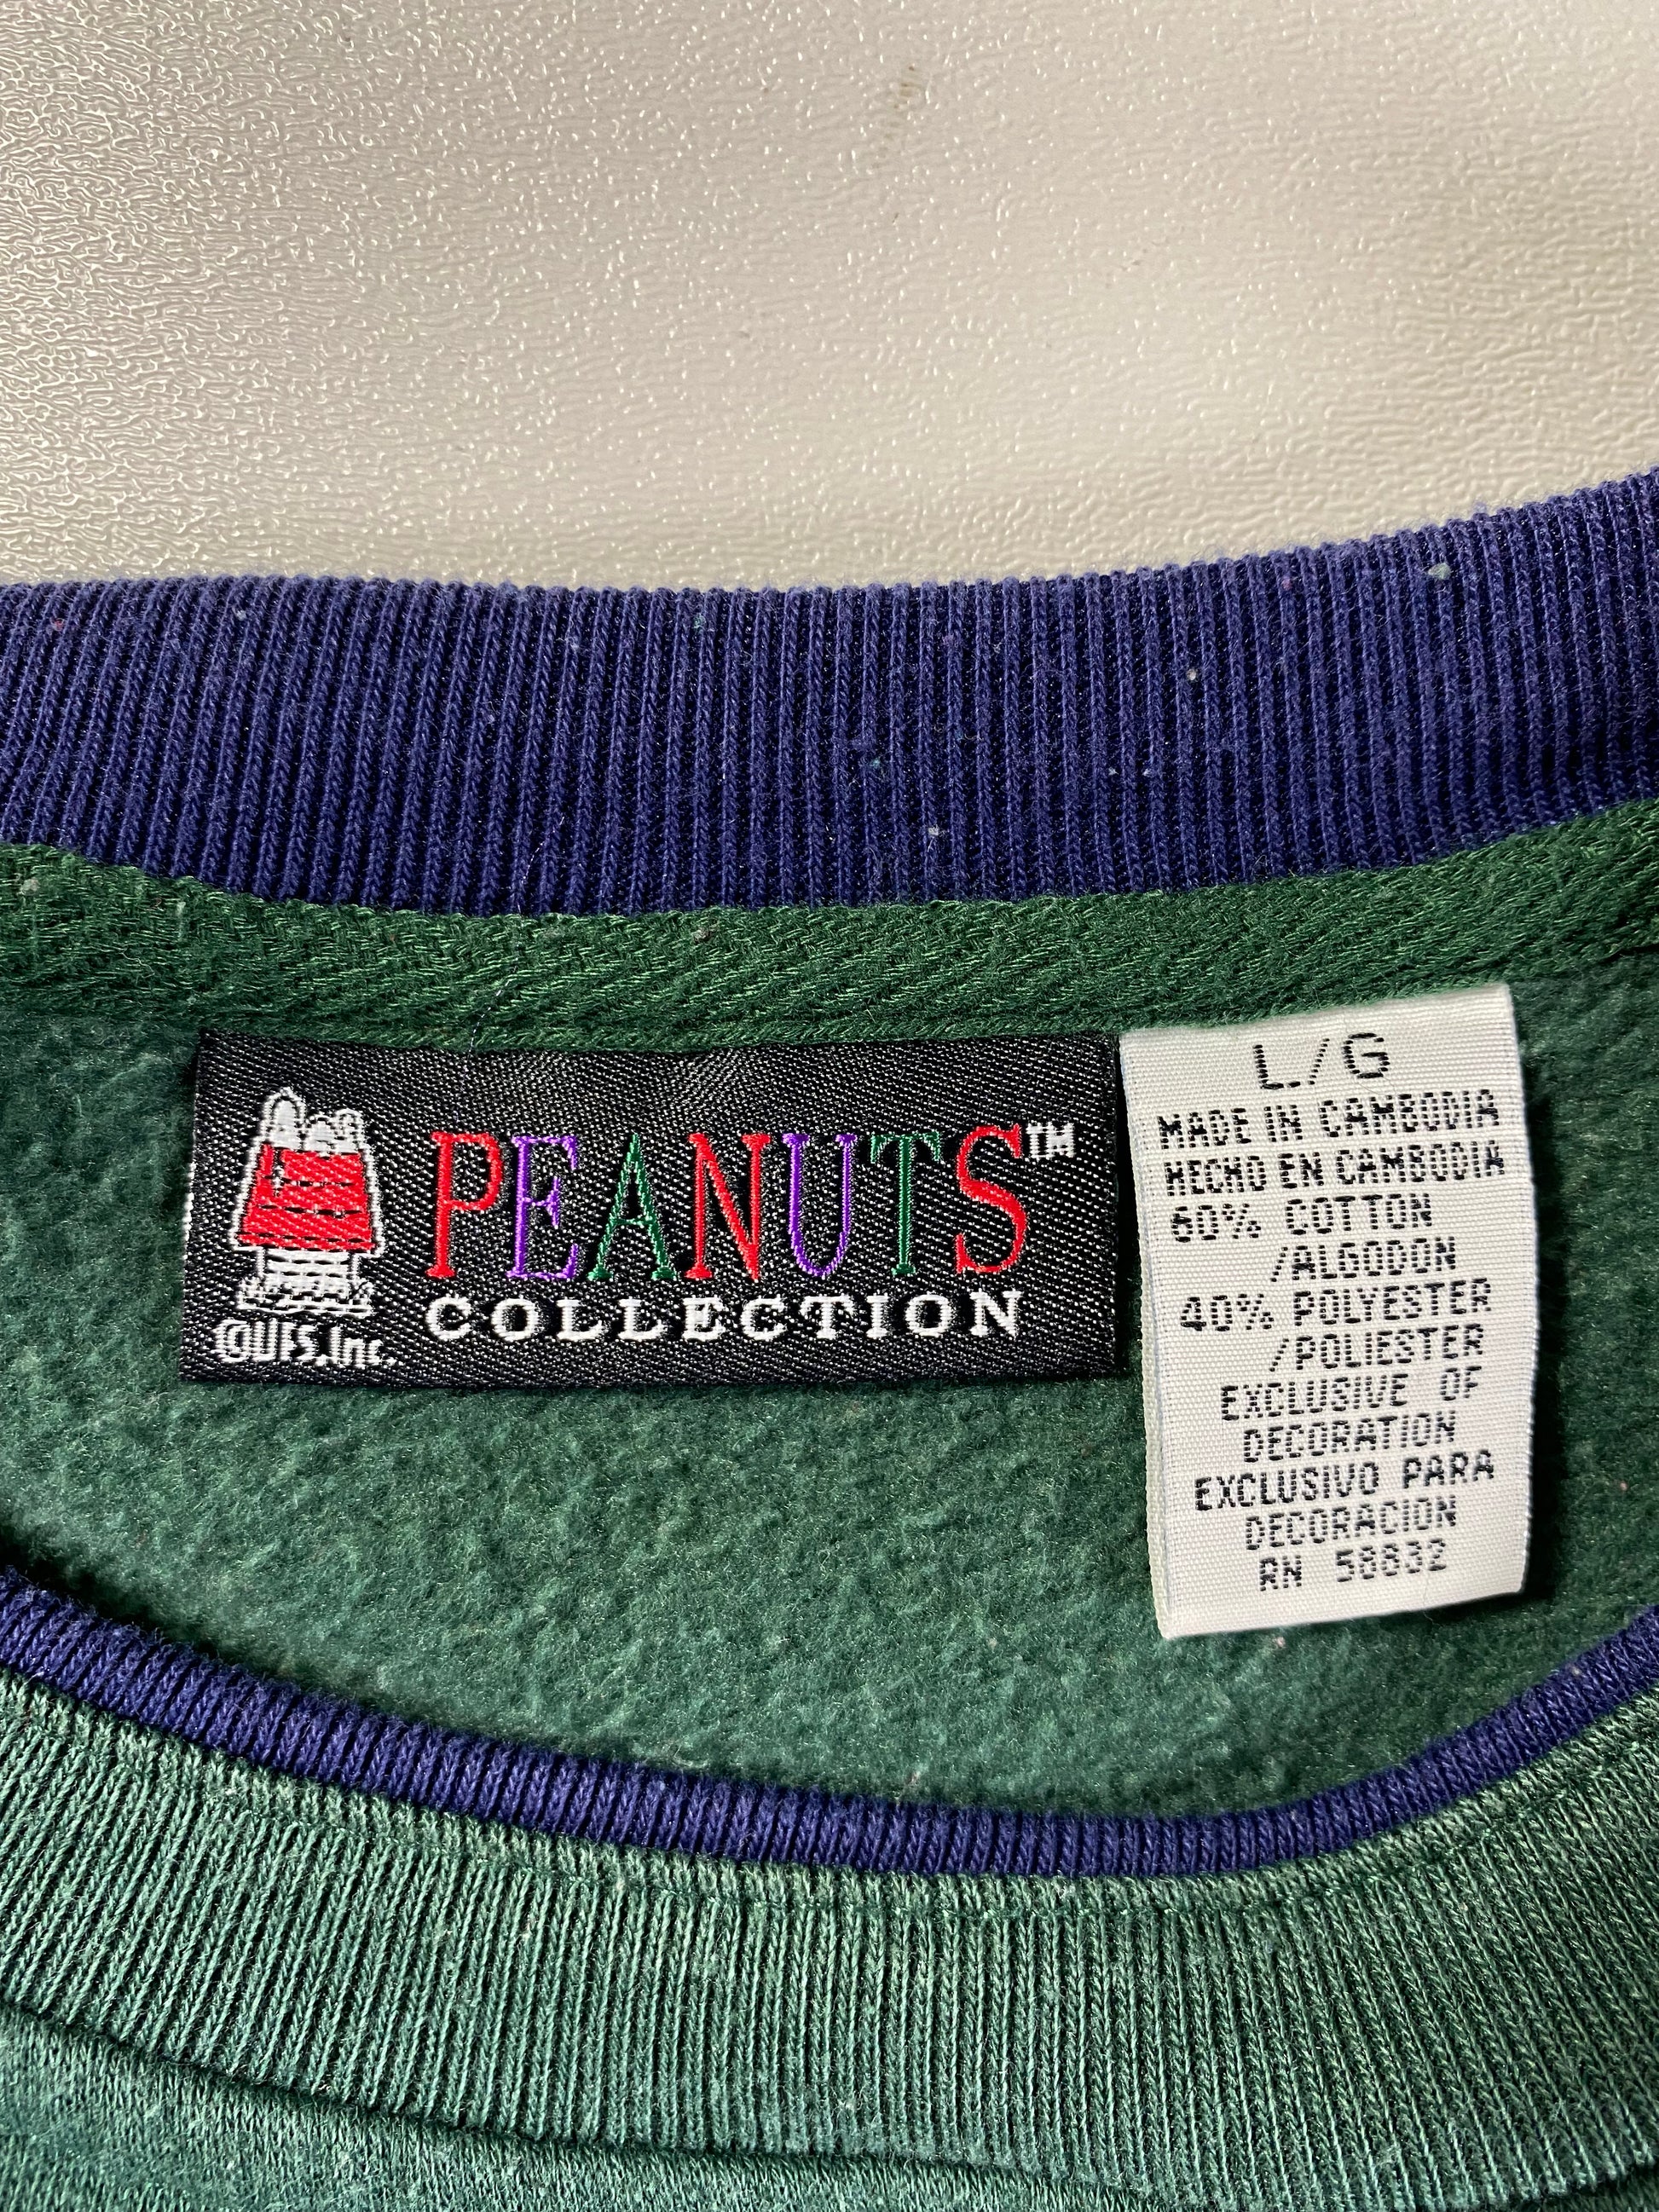 PEANUTS™
COLLECTION
©UFS, Inc.
L/G
MADE IN CAMBODIA
HECHO EN CAMBODIA
60% COTTON
/ALGODON
40% POLYESTER
/POLIESTER
EXCLUSIVE OF
DECORATION
EXCLUSIVO PARA
DECORACION
RN 58832